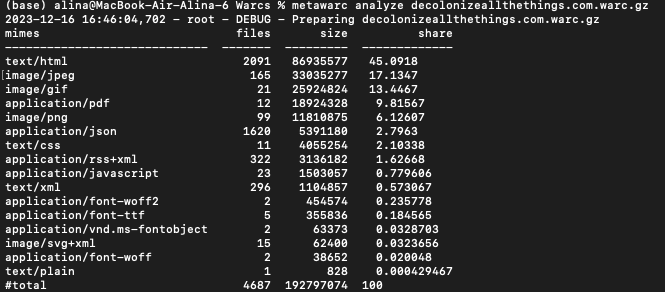 (base) alina@MacBook-Air-Alina-6 Warcs % metawarc analyze decolonizeallthethings.com.warc.gz
2023-12-16 16:46:04,702 - root - DEBUG - Preparing decolonizeallthethings.com.warc.gz
mimes                            files       size        share
-----------------------------  -------  ---------  -------------
text/html                         2091   86935577   45.0918
image/jpeg                         165   33035277   17.1347
image/gif                           21   25924824   13.4467
application/pdf                     12   18924328    9.81567
image/png                           99   11810875    6.12607
application/json                  1620    5391180    2.7963
text/css                            11    4055254    2.10338
application/rss+xml                322    3136182    1.62668
application/javascript              23    1503057    0.779606
text/xml                           296    1104857    0.573067
application/font-woff2               2     454574    0.235778
application/font-ttf                 5     355836    0.184565
application/vnd.ms-fontobject        2      63373    0.0328703
image/svg+xml                       15      62400    0.0323656
application/font-woff                2      38652    0.020048
text/plain                           1        828    0.000429467
#total                            4687  192797074  100